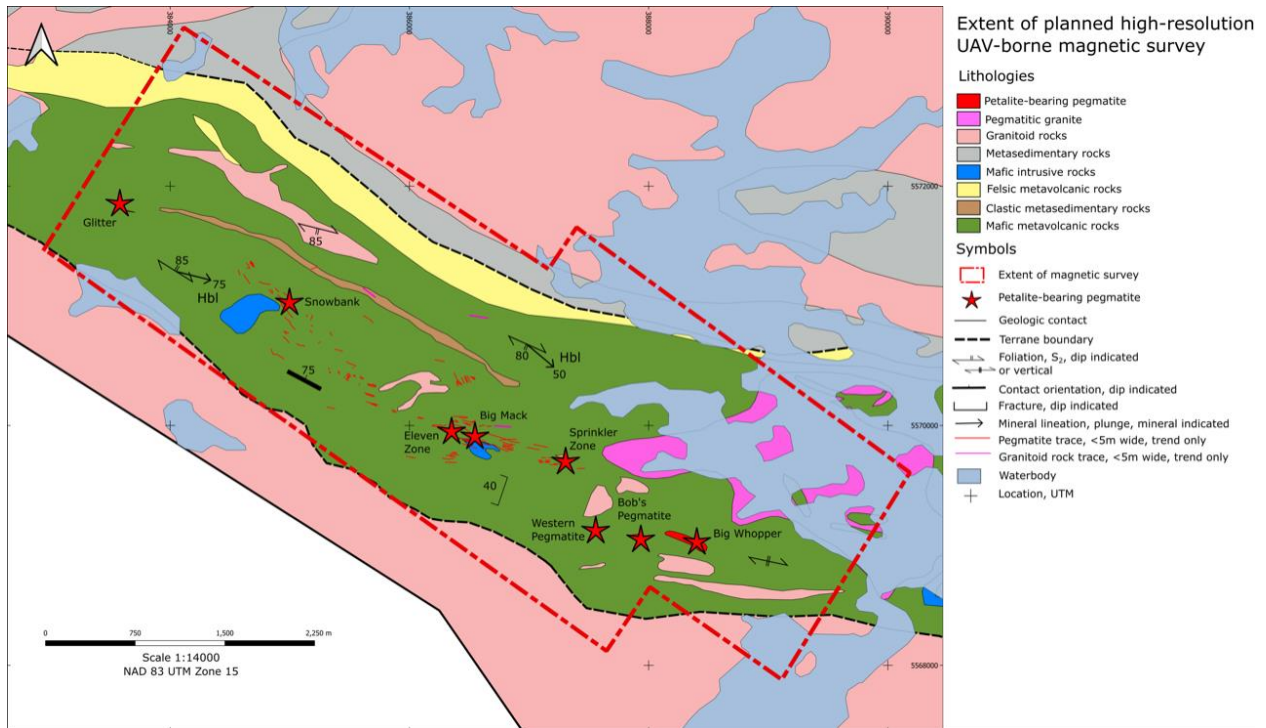 384000
386000
388000
390000
5572000
5570000
5568000
Glitter
85
85
75
Hbl
Snowbank
75
80
Hbl
50
Eleven
Zone
Big Mack
Sprinkler
Zone
40
Western
Pegmatite
Bob's
Pegmatite
Big Whopper
0
750
1,500
2,250 m
Scale 1:14000
NAD 83 UTM Zone 15
Extent of planned high-resolution
UAV-borne magnetic survey
Lithologies
Petalite-bearing pegmatite
Pegmatitic granite
Granitoid rocks
Metasedimentary rocks
Mafic intrusive rocks
Felsic metavolcanic rocks
Clastic metasedimentary rocks
Mafic metavolcanic rocks
Symbols
Extent of magnetic survey
Petalite-bearing pegmatite
Geologic contact
Terrane boundary
Foliation, S₂, dip indicated
or vertical
Contact orientation, dip indicated
Fracture, dip indicated
Mineral lineation, plunge, mineral indicated
Pegmatite trace, <5m wide, trend only
Granitoid rock trace, <5m wide, trend only
Waterbody
Location, UTM